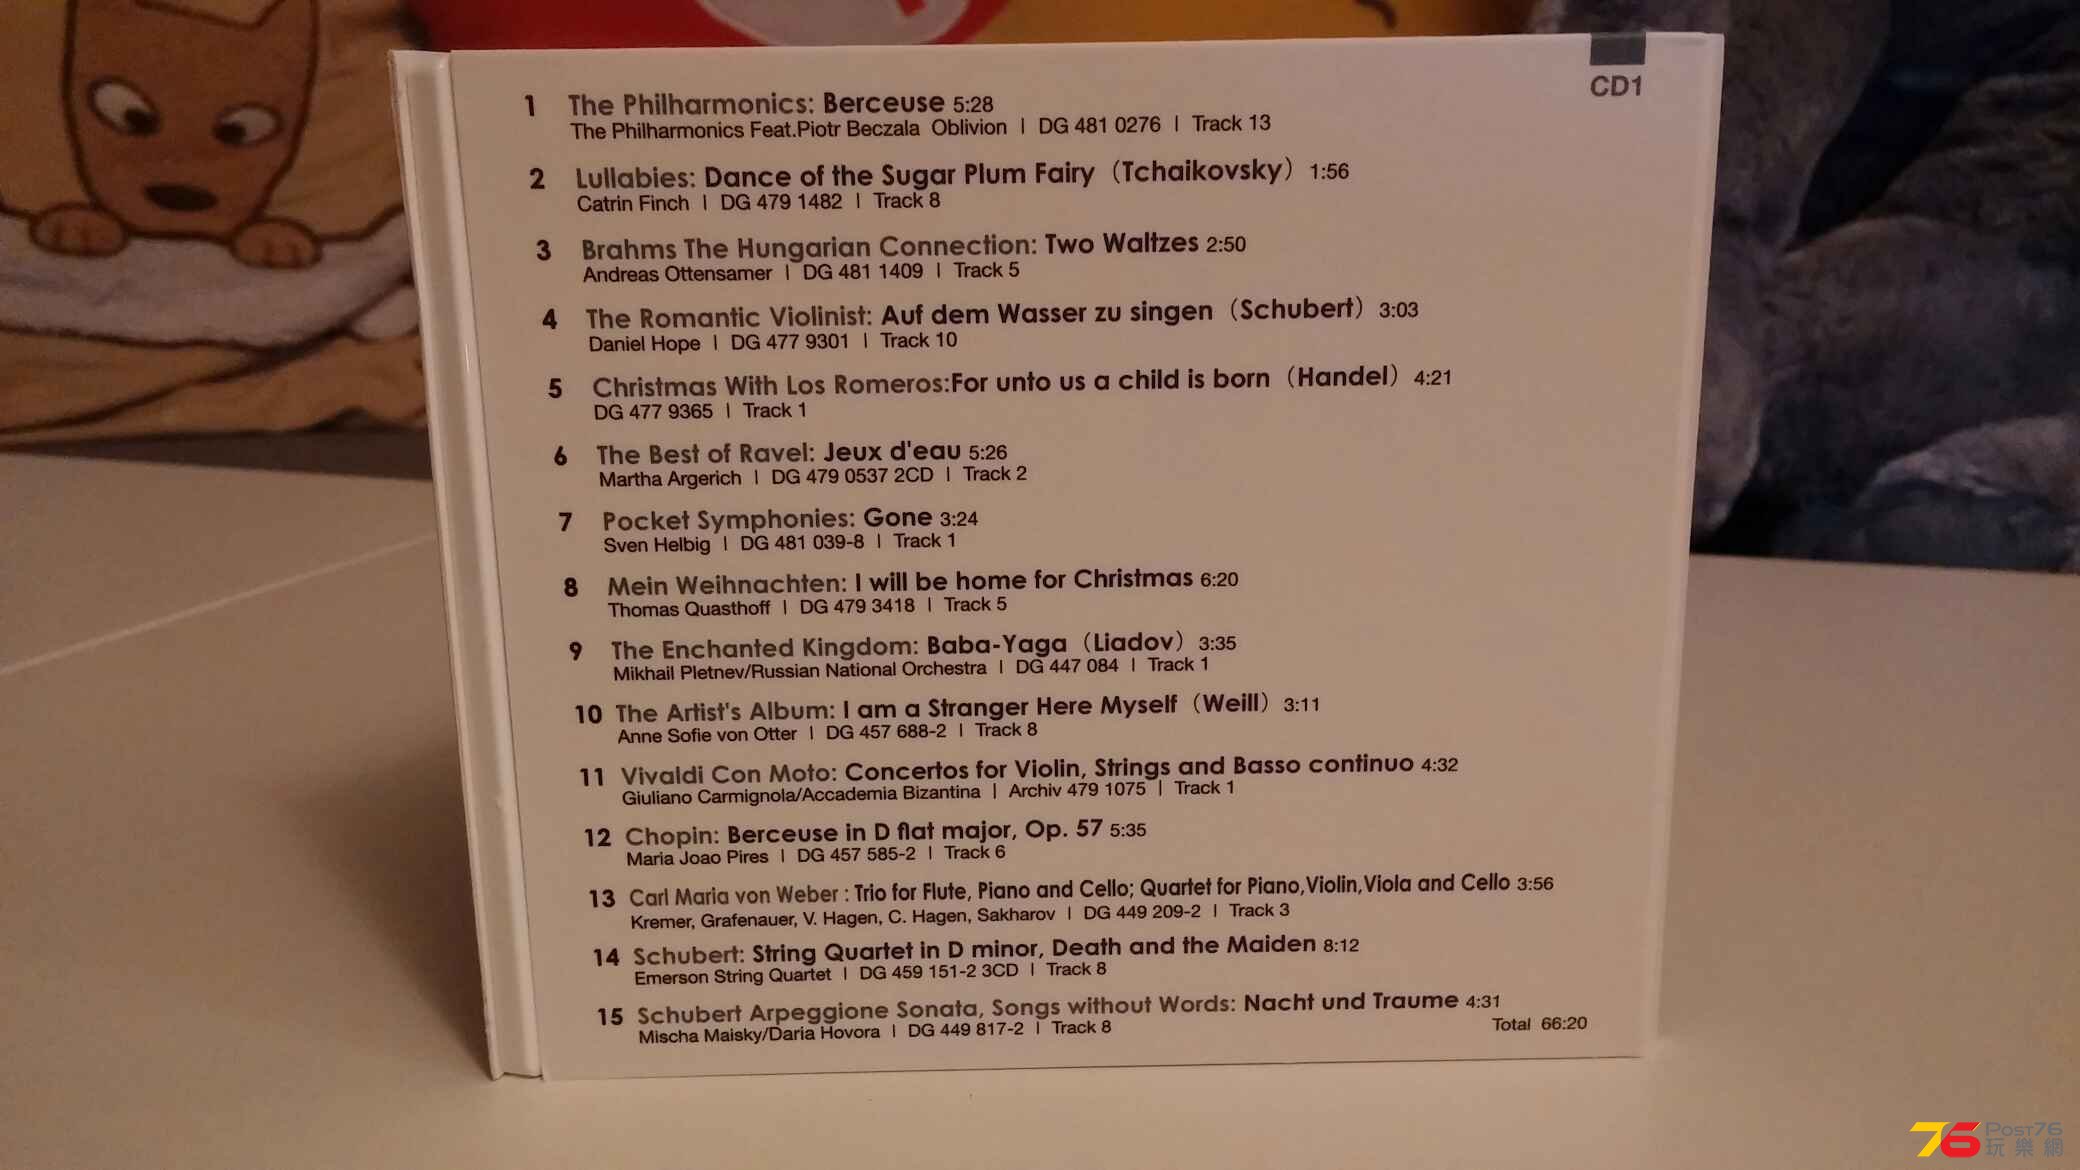 CD1
1 The Philharmonics: Berceuse 5:28
The Philharmonics Feat.Piotr Beczala Oblivion | DG 481 0276 | Track 13
2 Lullabies: Dance of the Sugar Plum Fairy（Tchaikovsky）1:56
Catrin Finch | DG 479 1482 | Track 8
3 Brahms The Hungarian Connection: Two Waltzes 2:50
Andreas Ottensamer | DG 481 1409 | Track 5
4 The Romantic Violinist: Auf dem Wasser zu singen（Schubert）3:03
Daniel Hope | DG 477 9301 | Track 10
5 Christmas With Los Romeros:For unto us a child is born（Handel）4:21
DG 477 9365 | Track 1
6 The Best of Ravel: Jeux d'eau 5:26
Martha Argerich | DG 479 0537 2CD | Track 2
7 Pocket Symphonies: Gone 3:24
Sven Helbig | DG 481 039-8 | Track 1
8 Mein Weihnachten: I will be home for Christmas 6:20
Thomas Quasthoff | DG 479 3418 | Track 5
9 The Enchanted Kingdom: Baba-Yaga（Liadov）3:35
Mikhail Pletnev/Russian National Orchestra | DG 447 084 | Track 1
10 The Artist's Album: I am a Stranger Here Myself（Weill）3:11
Anne Sofie von Otter | DG 457 688-2 | Track 8
11 Vivaldi Con Moto: Concertos for Violin, Strings and Basso continuo 4:32
Giuliano Carmignola/Accademia Bizantina | Archiv 479 1075 | Track 1
12 Chopin: Berceuse in D flat major, Op. 57 5:35
Maria Joao Pires | DG 457 585-2 | Track 6
13 Carl Maria von Weber : Trio for Flute, Piano and Cello; Quartet for Piano,Violin,Viola and Cello 3:56
Kremer, Grafenauer, V. Hagen, C. Hagen, Sakharov | DG 449 209-2 | Track 3
14 Schubert: String Quartet in D minor, Death and the Maiden 8:12
Emerson String Quartet | DG 459 151-2 3CD | Track 8
15 Schubert Arpeggione Sonata, Songs without Words: Nacht und Traume 4:31
Mischa Maisky/Daria Hovora | DG 449 817-2 | Track 8
Total 66:20
76 Post76
玩樂網